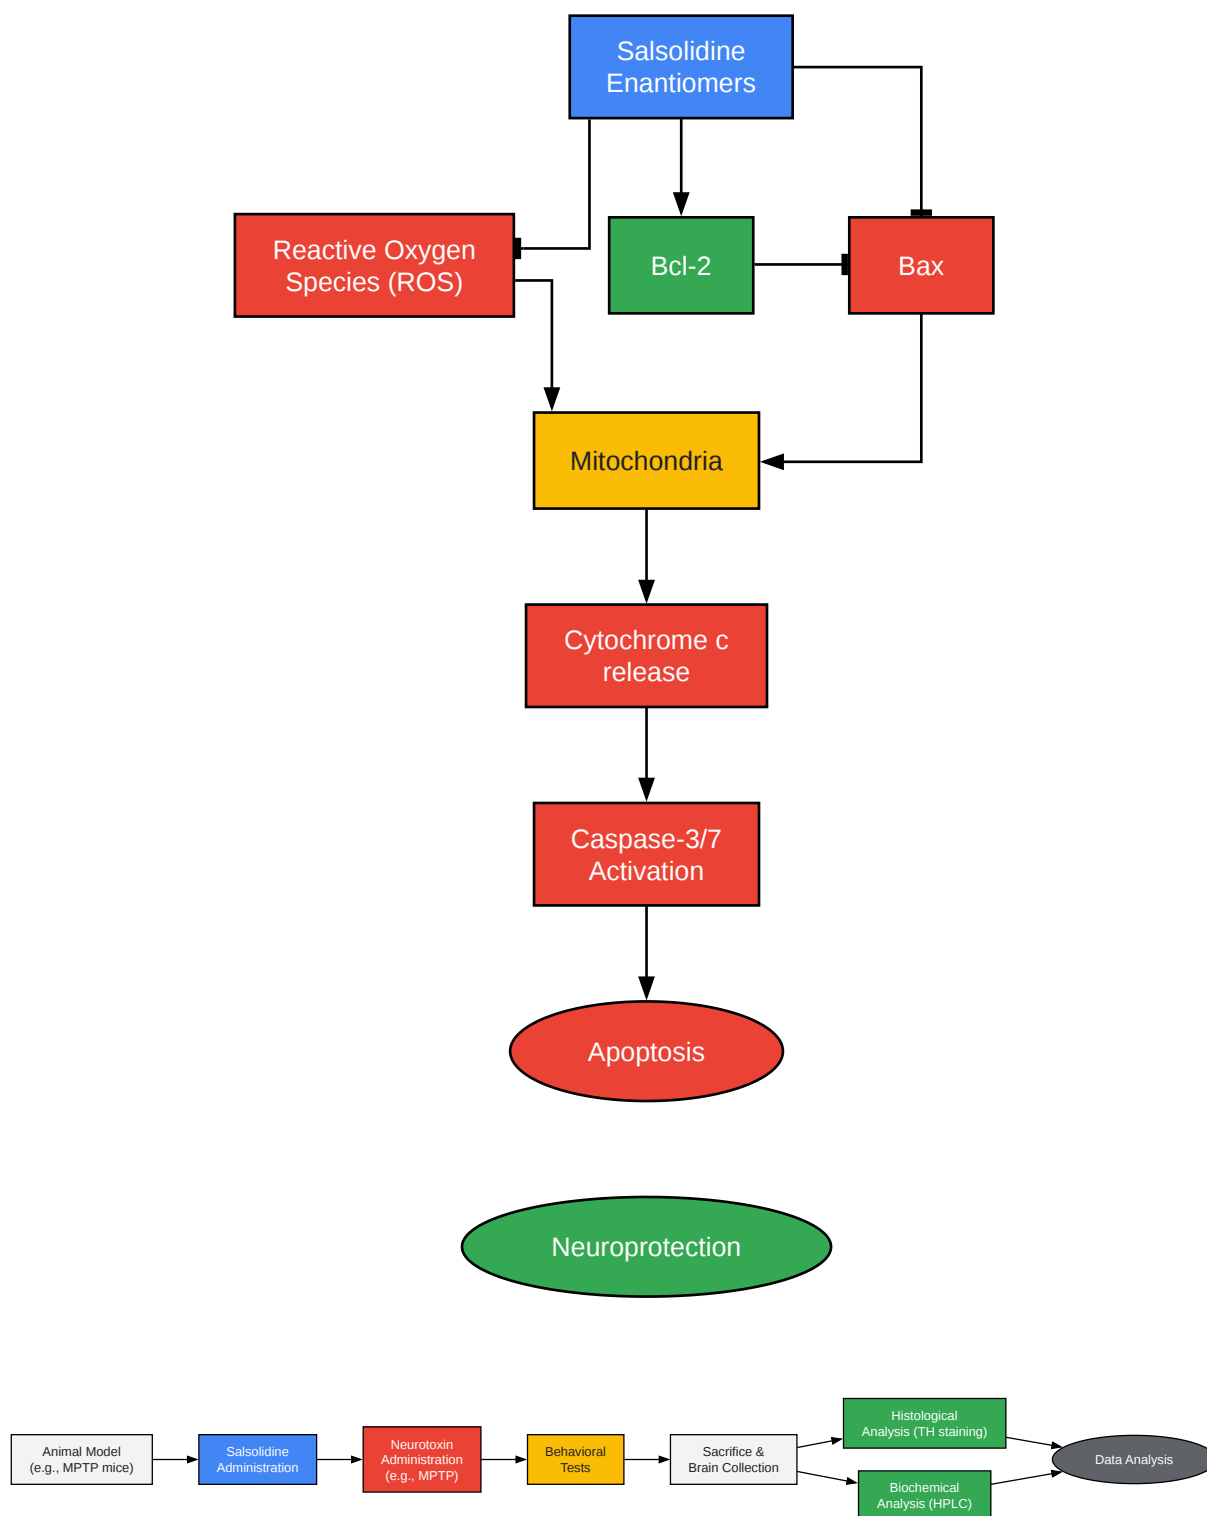 Salsolidine
Enantiomers
Reactive Oxygen
Species (ROS)
Bcl-2
Bax
Mitochondria
Cytochrome c
release
Caspase-3/7
Activation
Apoptosis
Neuroprotection
Animal Model
(e.g., MPTP mice)
Salsolidine
Administration
Neurotoxin
Administration
(e.g., MPTP)
Behavioral
Tests
Sacrifice &
Brain Collection
Histological
Analysis (TH staining)
Biochemical
Analysis (HPLC)
Data Analysis